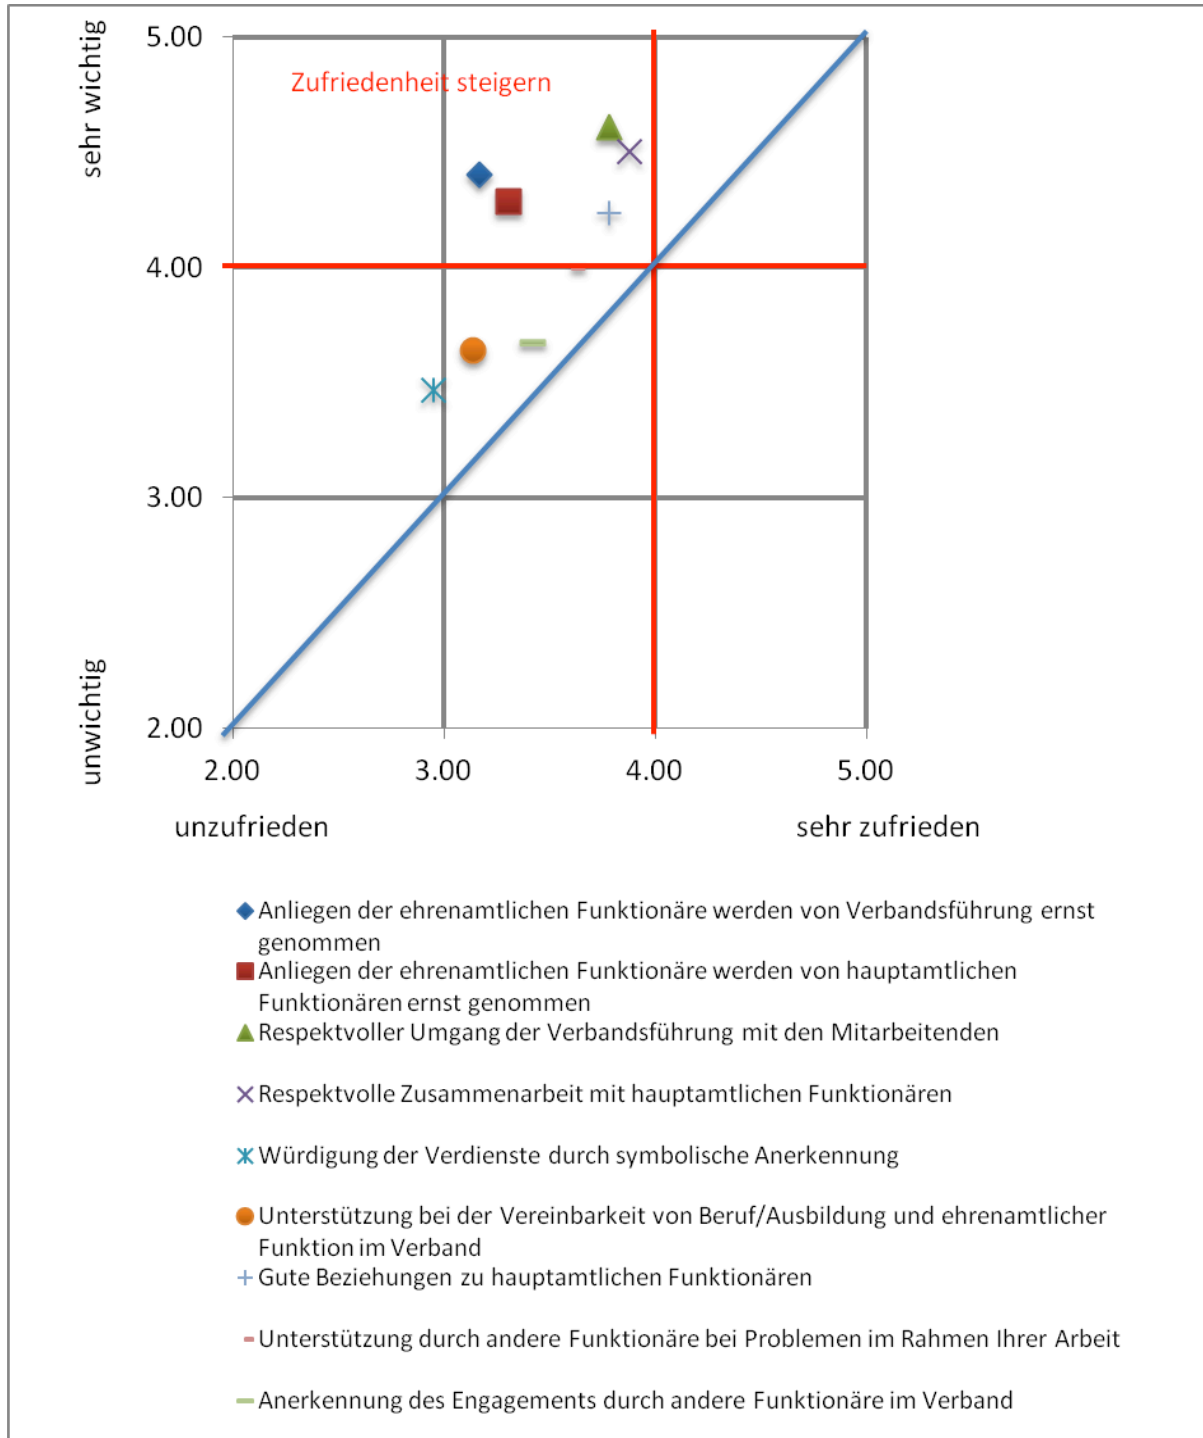 sehr wichtig
5.00
Zufriedenheit steigern
4.00
3.00
unwichtig
2.00
2.00 3.00 4.00 5.00
unzufrieden sehr zufrieden
Anliegen der ehrenamtlichen Funktionäre werden von Verbandsführung ernst
genommen
Anliegen der ehrenamtlichen Funktionäre werden von hauptamtlichen
Funktionären ernst genommen
Respektvoller Umgang der Verbandsführung mit den Mitarbeitenden
Respektvolle Zusammenarbeit mit hauptamtlichen Funktionären
Würdigung der Verdienste durch symbolische Anerkennung
Unterstützung bei der Vereinbarkeit von Beruf/Ausbildung und ehrenamtlicher
Funktion im Verband
Gute Beziehungen zu hauptamtlichen Funktionären
Unterstützung durch andere Funktionäre bei Problemen im Rahmen Ihrer Arbeit
Anerkennung des Engagements durch andere Funktionäre im Verband